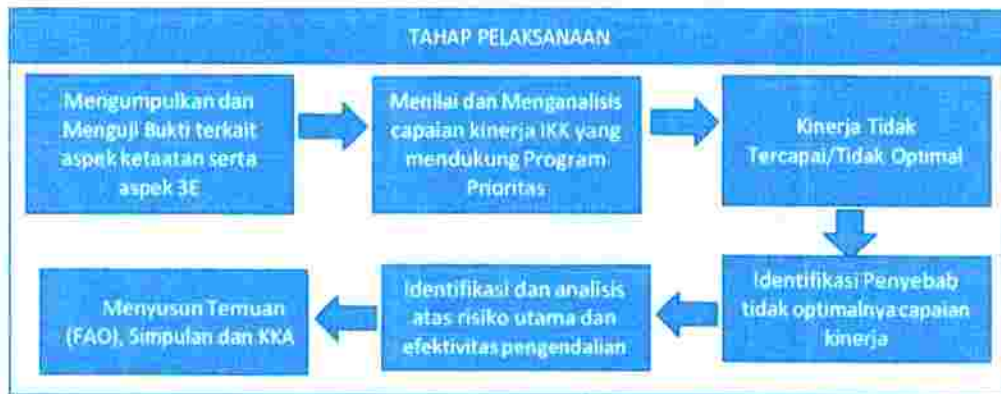 TAHAP PELAKSANAAN
Mengumpulkan dan
Menguji Bukti terkait
aspek ketaatan serta
aspek 3E
Menilai dan Menganalisis
capaian kinerja IKK yang
mendukung Program
Prioritas
Kinerja Tidak
Tercapai/Tidak Optimal
Identifikasi Penyebab
tidak optimalnya capaian
kinerja
Identifikasi dan analisis
atas risiko utama dan
efektivitas pengendalian
Menyusun Temuan
(FAO), Simpulan dan KKA